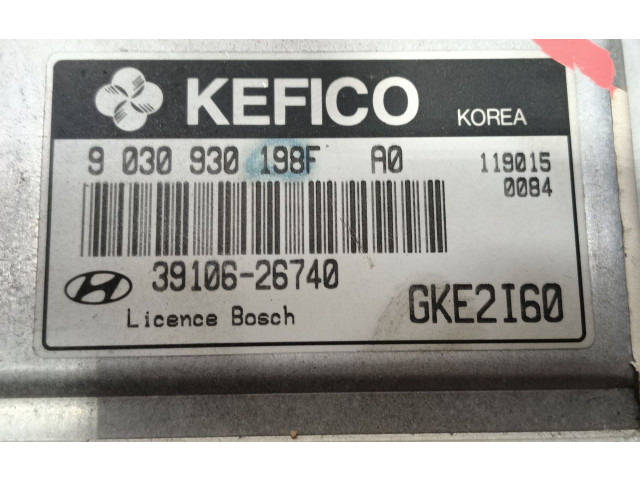 KEFICO KOREA
9 030 930 198F A0 119015
0084
39106-26740
Licence Bosch GKE2I60